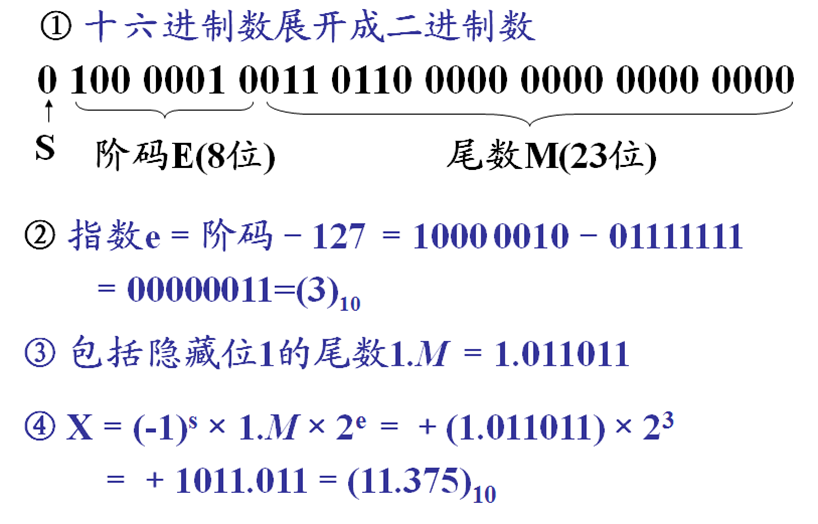 ① 十六进制数展开成二进制数
0 100 0001 0011 0110 0000 0000 0000 0000
S 阶码E(8位) 尾数M(23位)
② 指数e = 阶码 − 127 = 1000 0010 − 01111111
= 00000011=(3)₁₀
③ 包括隐藏位1的尾数1.M = 1.011011
④ X = (-1)ˢ × 1.M × 2ᵉ = + (1.011011) × 2³
= + 1011.011 = (11.375)₁₀